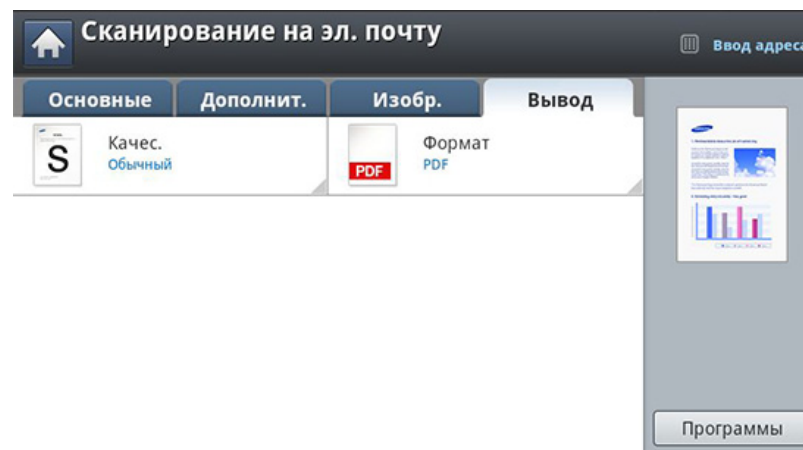 Сканирование на эл. почту
Ввод адреса
Основные
Дополнит.
Изобр.
Вывод
S
Качес.
Обычный
PDF
Формат
PDF
Программы